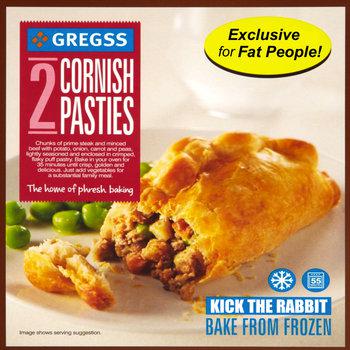 GREGSS
Exclusive
for Fat People!
2 CORNISH
PASTIES
Chunks of prime steak and minced
beef with potato, onion, carrot and peas,
lightly seasoned and enclosed in crimped,
flaky puff pastry. Bake in your oven for
35 minutes until crisp, golden and
delicious. Just add vegetables for
a substantial family meal.
The home of phresh baking
55
KICK THE RABBIT
BAKE FROM FROZEN
Image shows serving suggestion.